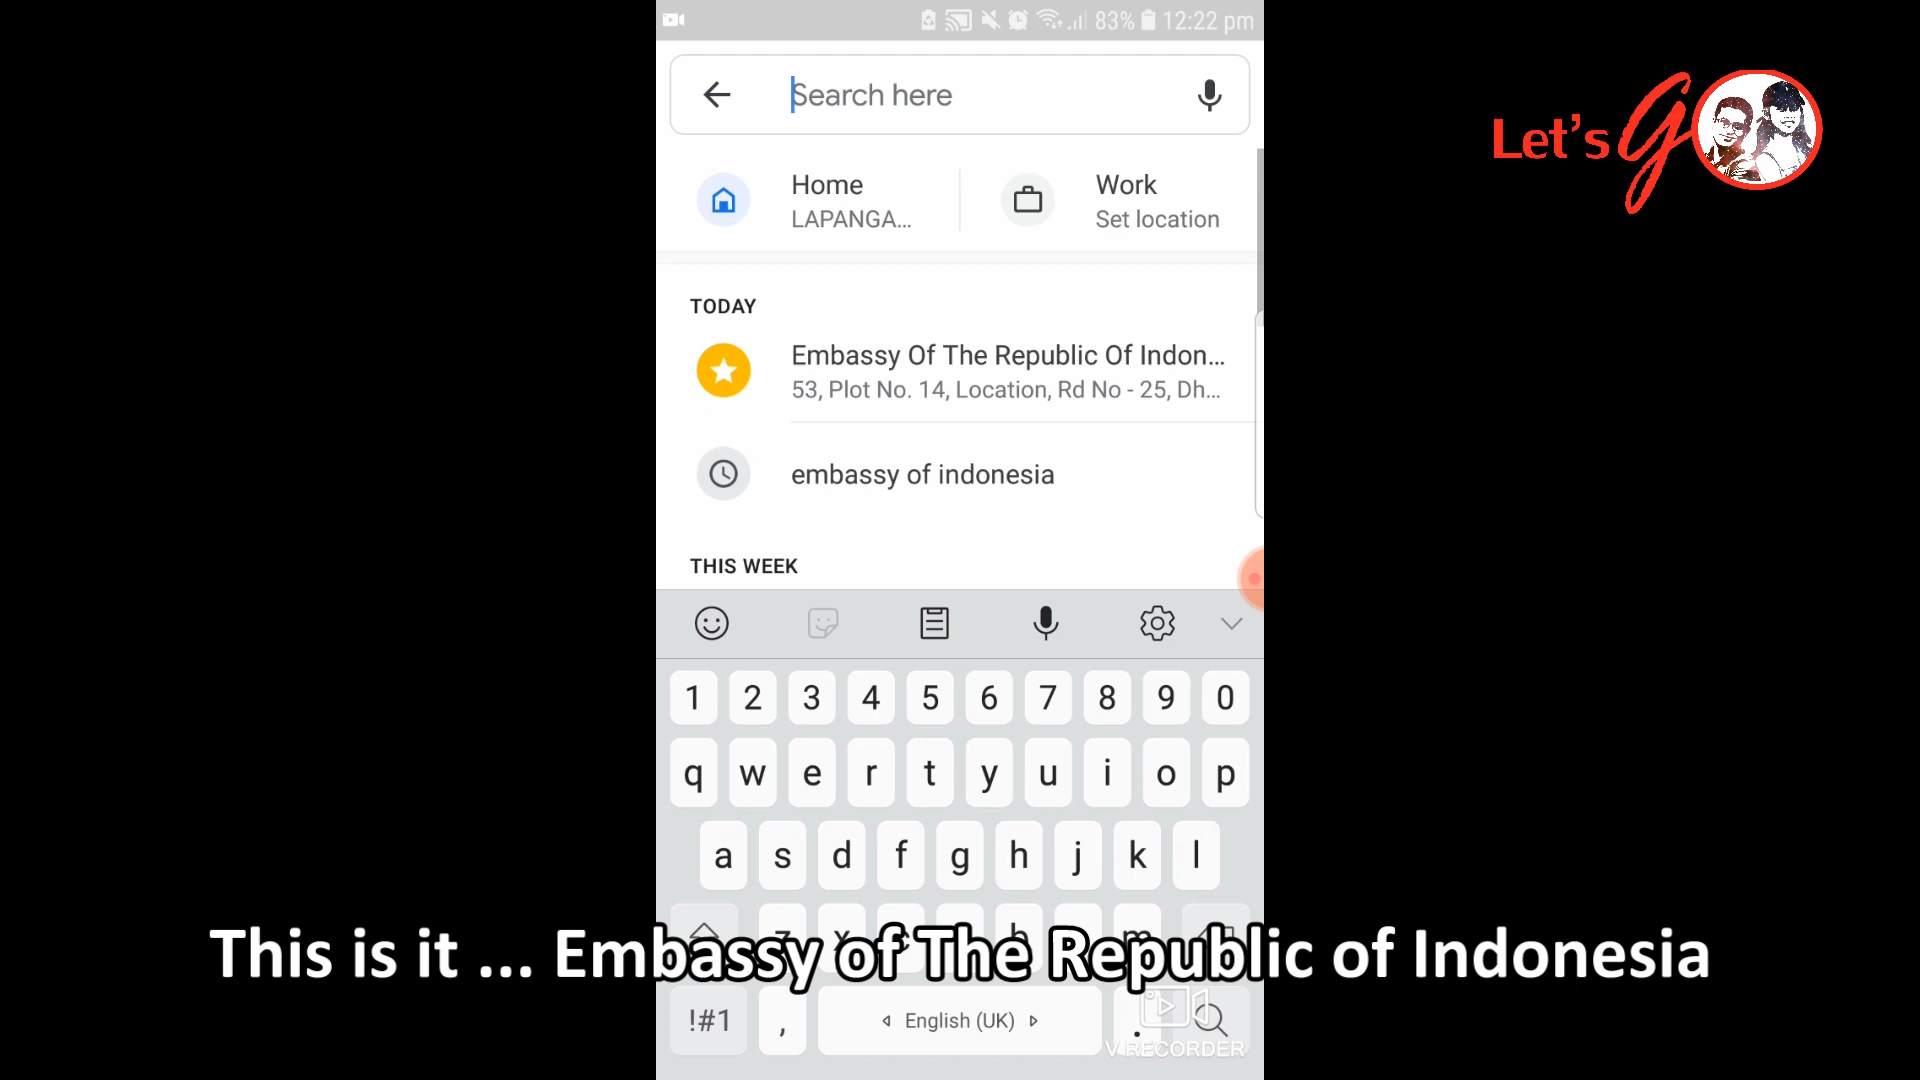 83% 12:22 pm
Search here
Let's GO
Home
LAPANGA...
Work
Set location
TODAY
Embassy Of The Republic Of Indon...
53, Plot No. 14, Location, Rd No - 25, Dh...
embassy of indonesia
THIS WEEK
1 2 3 4 5 6 7 8 9 0
q w e r t y u i o p
a s d f g h j k l
This is it ... Embassy of The Republic of Indonesia
!#1 , English (UK) .
V RECORDER